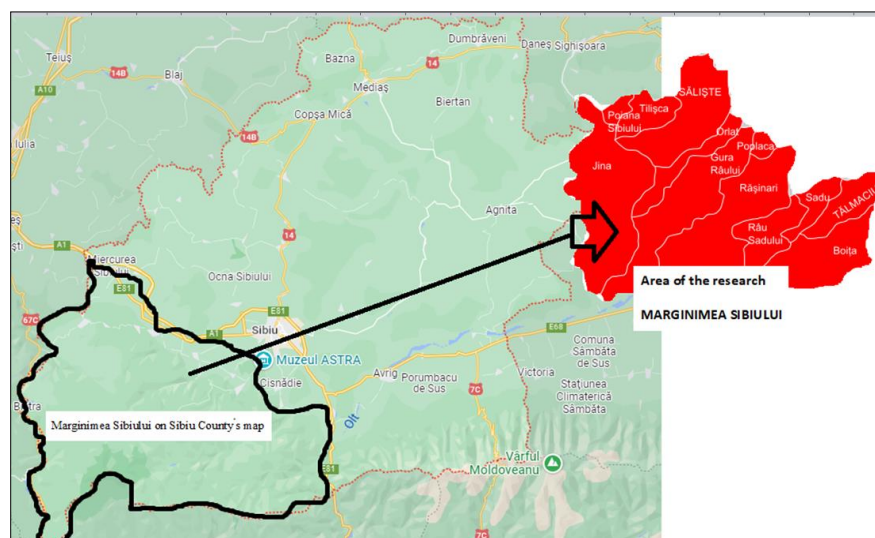 Teiuș
14B
Blaj
A10
Iulia
Bazna
Dumbrăveni
Daneș
Sighișoara
14
Mediaș
Copșa Mică
Biertan
14B
14
Agnita
A1
Miercurea
Sibiului
E81
Ocna Sibiului
67C
A1
E81
Sibiu
Muzeul ASTRA
Cisnădie
Avrig
Porumbacu
de Sus
E68
Comuna
Sâmbăta
de Sus
Victoria
Stațiunea
Climaterică
Sâmbăta
7C
Olt
Marginimea Sibiului on Sibiu County's map
E81
Vârful
Moldoveanu
7C
SĂLIȘTE
Tilișca
Poiana
Sibiului
Orlat
Poplaca
Jina
Gura
Râului
Rășinari
Sadu
TĂLMACIU
Râu
Sadului
Boița
Area of the research
MARGINIMEA SIBIULUI